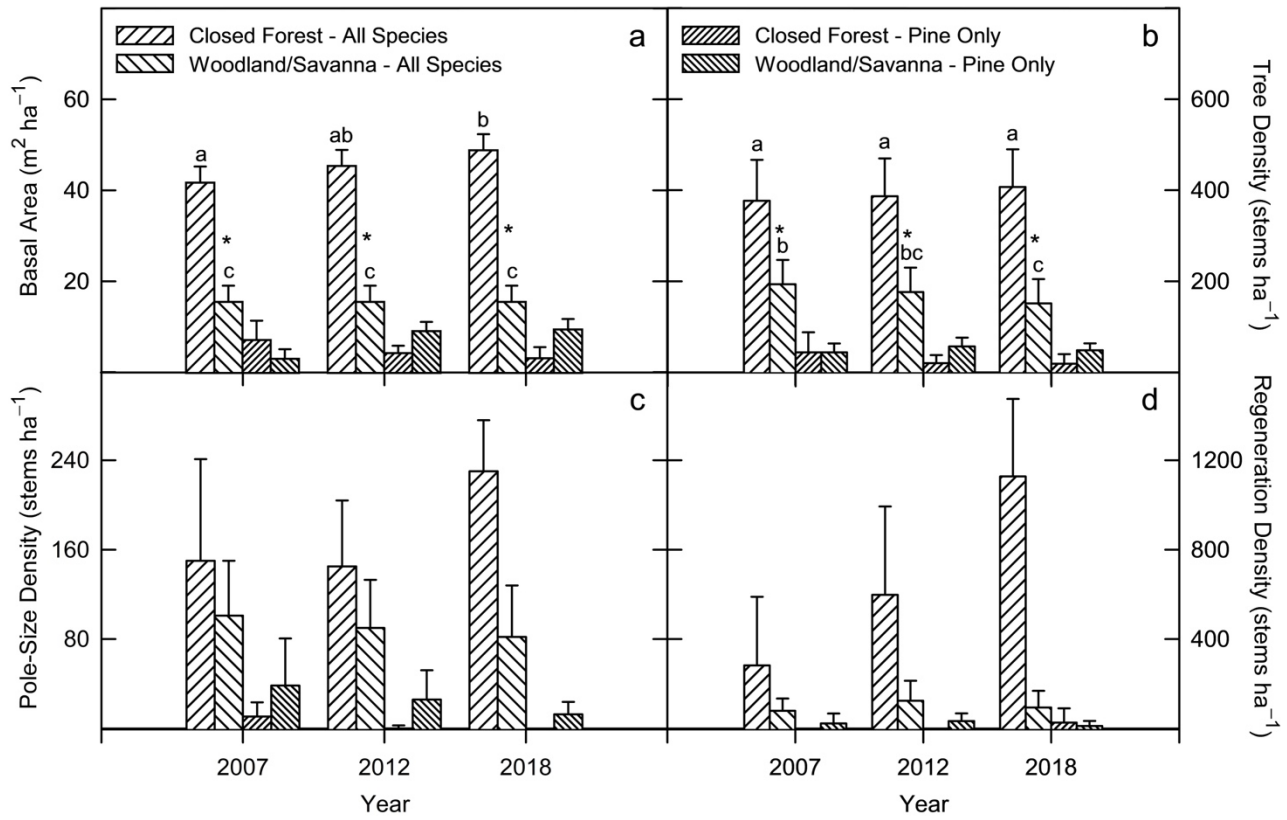 Closed Forest - All Species
Woodland/Savanna - All Species
a
Closed Forest - Pine Only
Woodland/Savanna - Pine Only
b
Basal Area (m² ha⁻¹)
60
40
20
a
*
c
ab
*
c
b
*
c
a
*
b
a
*
bc
a
*
c
600
400
200
Tree Density (stems ha⁻¹)
Pole-Size Density (stems ha⁻¹)
240
160
80
c
d
1200
800
400
Regeneration Density (stems ha⁻¹)
2007 2012 2018
Year
2007 2012 2018
Year